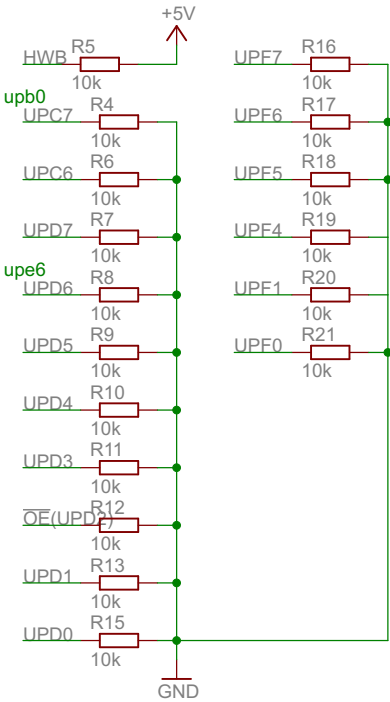 +5V
HWB R5
10k
upb0
UPC7 R4
10k
UPC6 R6
10k
UPD7 R7
10k
upe6
UPD6 R8
10k
UPD5 R9
10k
UPD4 R10
10k
UPD3 R11
10k
OE(UPD2) R12
10k
UPD1 R13
10k
UPD0 R15
10k
GND
UPF7 R16
10k
UPF6 R17
10k
UPF5 R18
10k
UPF4 R19
10k
UPF1 R20
10k
UPF0 R21
10k